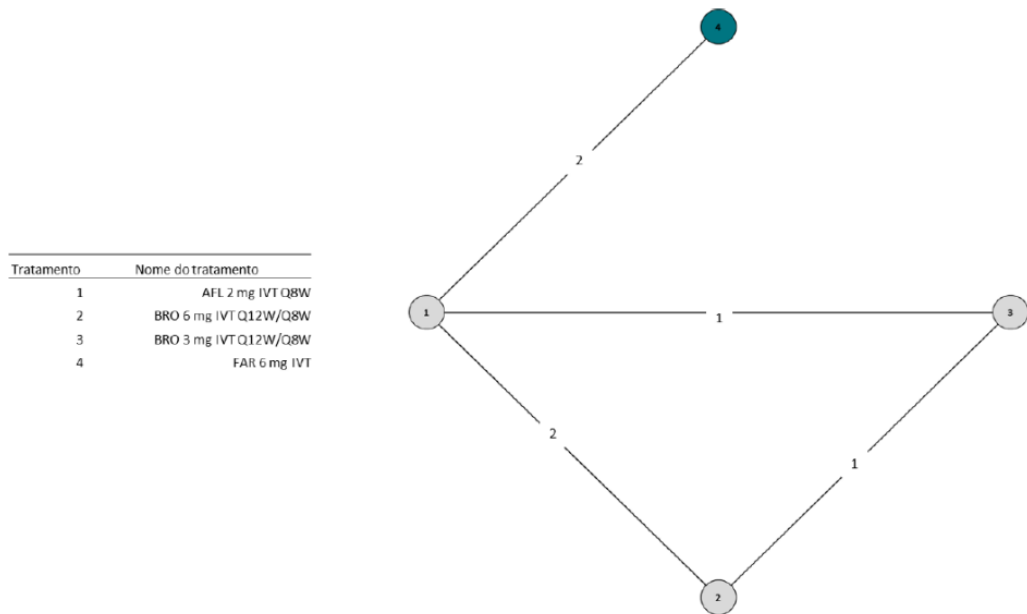 Tratamento Nome do tratamento
1 AFL 2 mg IVT Q8W
2 BRO 6 mg IVT Q12W/Q8W
3 BRO 3 mg IVT Q12W/Q8W
4 FAR 6 mg IVT
4
2
1
1
3
2
1
2